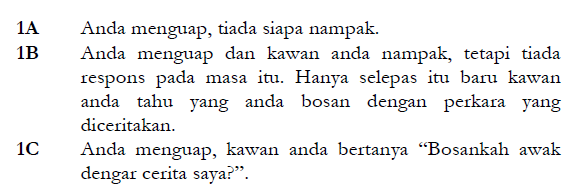 1A Anda menguap, tiada siapa nampak.
1B Anda menguap dan kawan anda nampak, tetapi tiada
respons pada masa itu. Hanya selepas itu baru kawan
anda tahu yang anda bosan dengan perkara yang
diceritakan.
1C Anda menguap, kawan anda bertanya “Bosankah awak
dengar cerita saya?”.